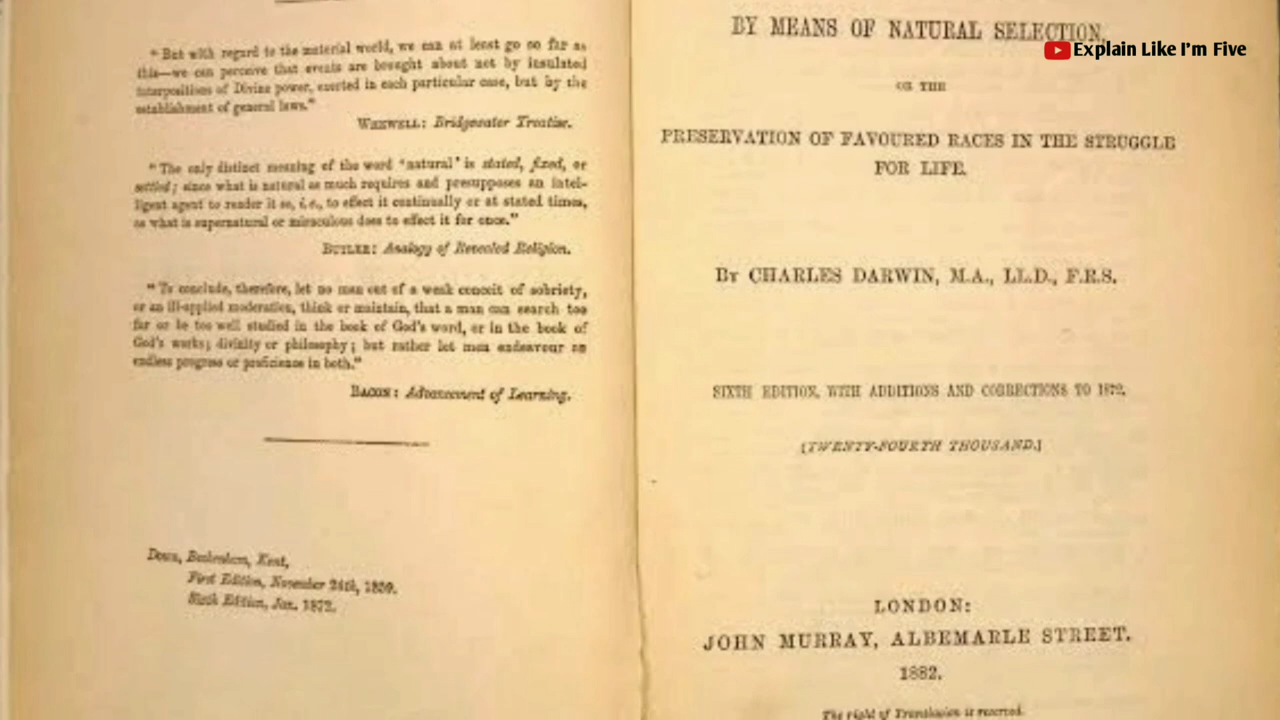 "But with regard to the material world, we can at least go so far as
this—we can perceive that events are brought about not by insulated
interpositions of Divine power, exerted in each particular case, but by the
establishment of general laws."
WHEWELL: Bridgewater Treatise.
"The only distinct meaning of the word 'natural' is stated, fixed, or
settled; since what is natural as much requires and presupposes an intel-
ligent agent to render it so, i.e., to effect it continually or at stated times,
as what is supernatural or miraculous does to effect it for once."
BUTLER: Analogy of Revealed Religion.
"To conclude, therefore, let no man out of a weak conceit of sobriety,
or an ill-applied moderation, think or maintain, that a man can search too
far or be too well studied in the book of God's word, or in the book of
God's works; divinity or philosophy; but rather let men endeavour an
endless progress or proficience in both."
BACON: Advancement of Learning.
Down, Beckenham, Kent,
First Edition, November 24th, 1859.
Sixth Edition, Jan. 1872.
BY MEANS OF NATURAL SELECTION,
Explain Like I'm Five
OR THE
PRESERVATION OF FAVOURED RACES IN THE STRUGGLE
FOR LIFE.
BY CHARLES DARWIN, M.A., LL.D., F.R.S.
SIXTH EDITION, WITH ADDITIONS AND CORRECTIONS TO 1872.
[TWENTY-FOURTH THOUSAND.]
LONDON:
JOHN MURRAY, ALBEMARLE STREET.
1882.
The right of Translation is reserved.